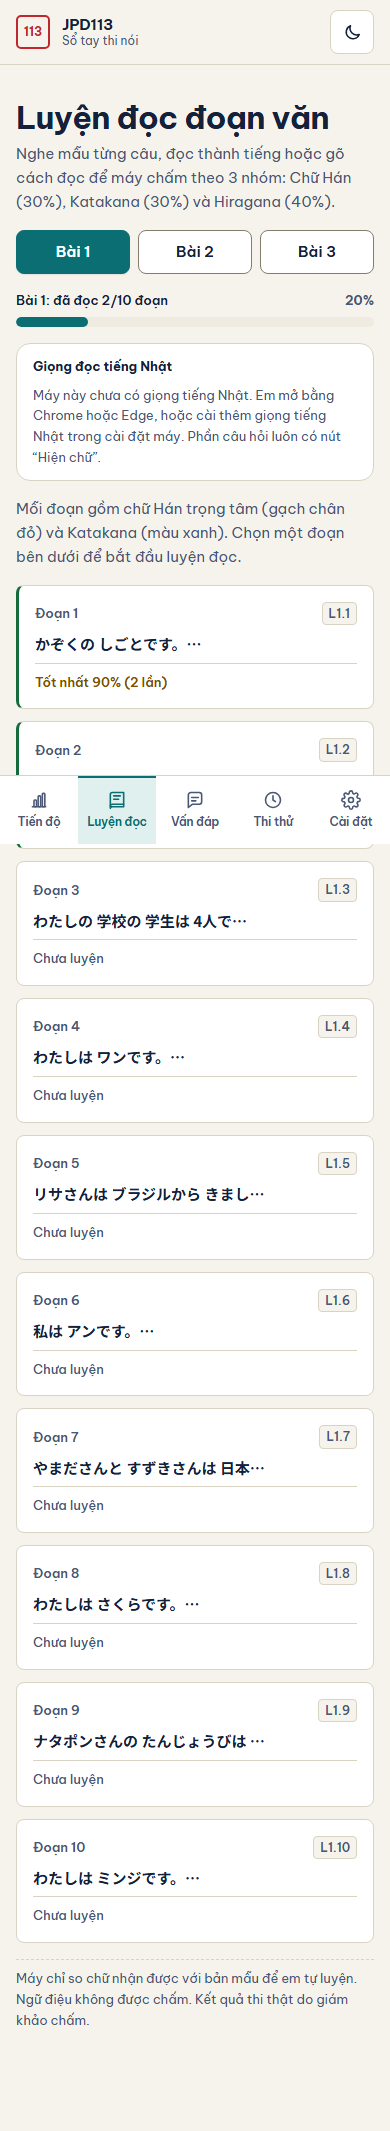 113
JPD113
Sổ tay thi nói
Luyện đọc đoạn văn
Nghe mẫu từng câu, đọc thành tiếng hoặc gõ
cách đọc để máy chấm theo 3 nhóm: Chữ Hán
(30%), Katakana (30%) và Hiragana (40%).
Bài 1
Bài 2
Bài 3
Bài 1: đã đọc 2/10 đoạn
20%
Giọng đọc tiếng Nhật
Máy này chưa có giọng tiếng Nhật. Em mở bằng
Chrome hoặc Edge, hoặc cài thêm giọng tiếng
Nhật trong cài đặt máy. Phần câu hỏi luôn có nút
“Hiện chữ”.
Mỗi đoạn gồm chữ Hán trọng tâm (gạch chân
đỏ) và Katakana (màu xanh). Chọn một đoạn
bên dưới để bắt đầu luyện đọc.
Đoạn 1
L1.1
かぞくの しごとです。…
Tốt nhất 90% (2 lần)
Đoạn 2
L1.2
Tiến độ
Luyện đọc
Vấn đáp
Thi thử
Cài đặt
Đoạn 3
L1.3
わたしの 学校の 学生は 4人で…
Chưa luyện
Đoạn 4
L1.4
わたしは ワンです。…
Chưa luyện
Đoạn 5
L1.5
リサさんは ブラジルから きまし…
Chưa luyện
Đoạn 6
L1.6
私は アンです。…
Chưa luyện
Đoạn 7
L1.7
やまださんと すずきさんは 日本…
Chưa luyện
Đoạn 8
L1.8
わたしは さくらです。…
Chưa luyện
Đoạn 9
L1.9
ナタポンさんの たんじょうびは …
Chưa luyện
Đoạn 10
L1.10
わたしは ミンジです。…
Chưa luyện
Máy chỉ so chữ nhận được với bản mẫu để em tự luyện.
Ngữ điệu không được chấm. Kết quả thi thật do giám
khảo chấm.